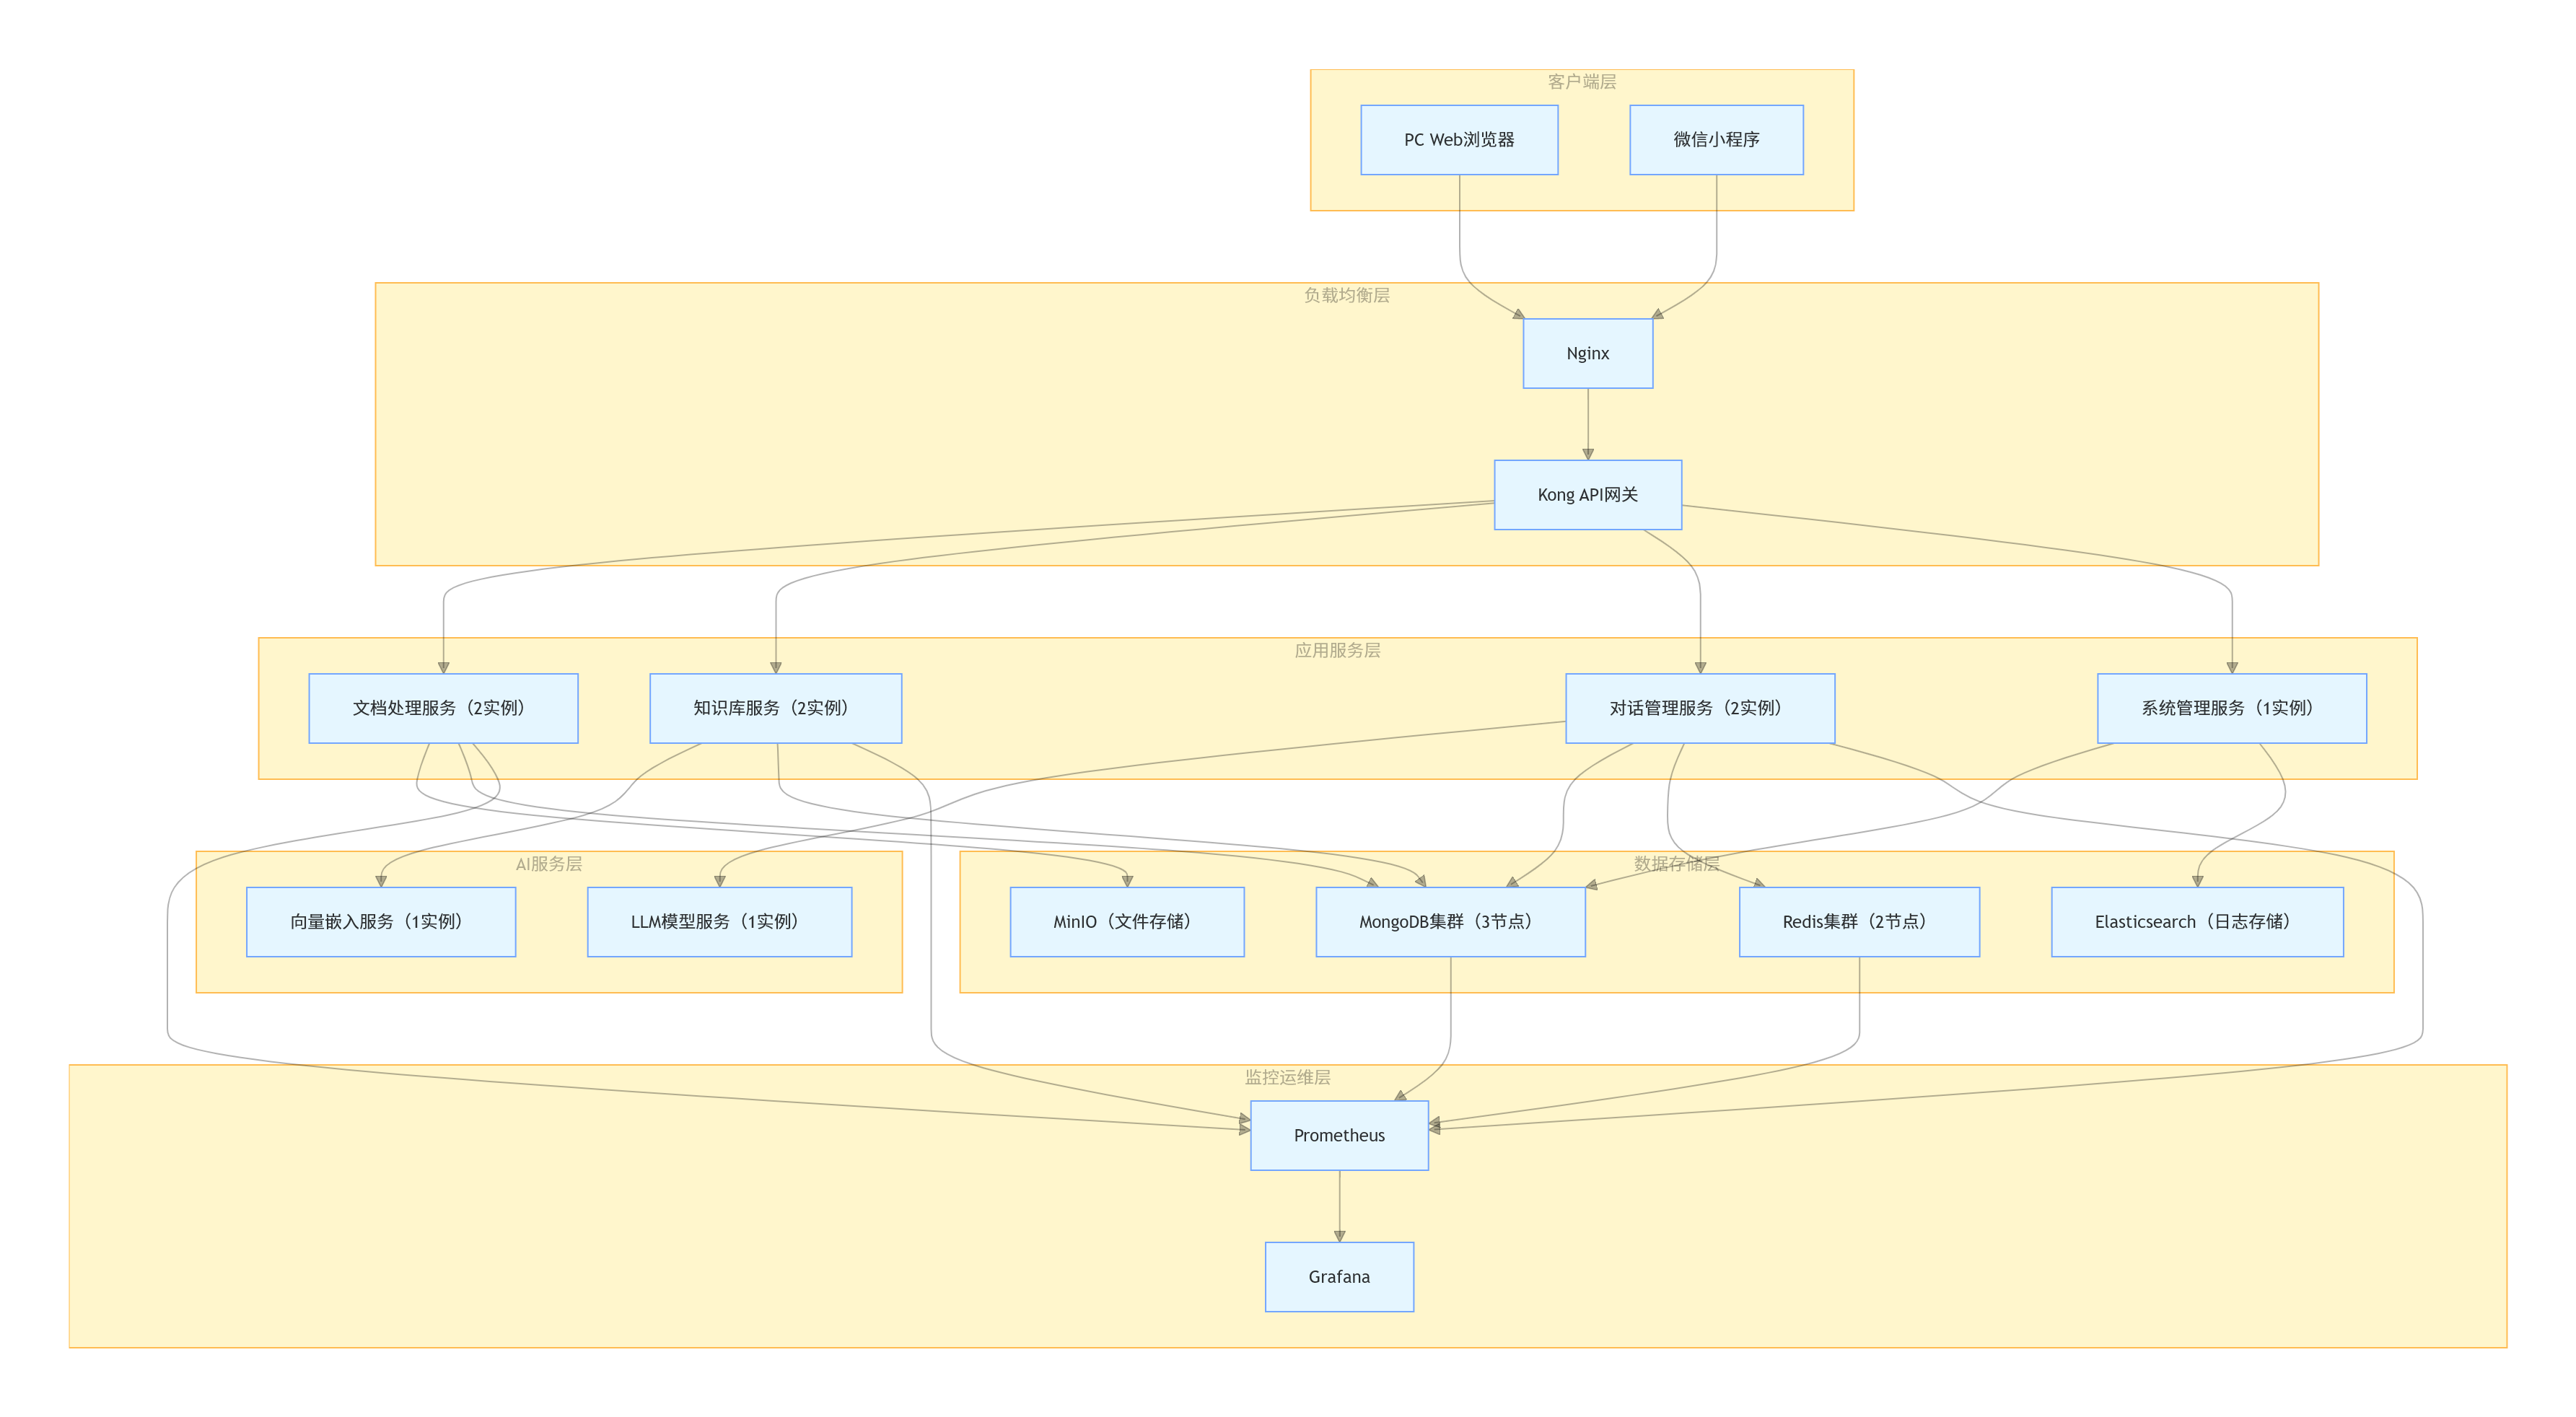 客户端层
PC Web浏览器
微信小程序
负载均衡层
Nginx
Kong API网关
应用服务层
文档处理服务（2实例）
知识库服务（2实例）
对话管理服务（2实例）
系统管理服务（1实例）
AI服务层
向量嵌入服务（1实例）
LLM模型服务（1实例）
数据存储层
MinIO（文件存储）
MongoDB集群（3节点）
Redis集群（2节点）
Elasticsearch（日志存储）
监控运维层
Prometheus
Grafana